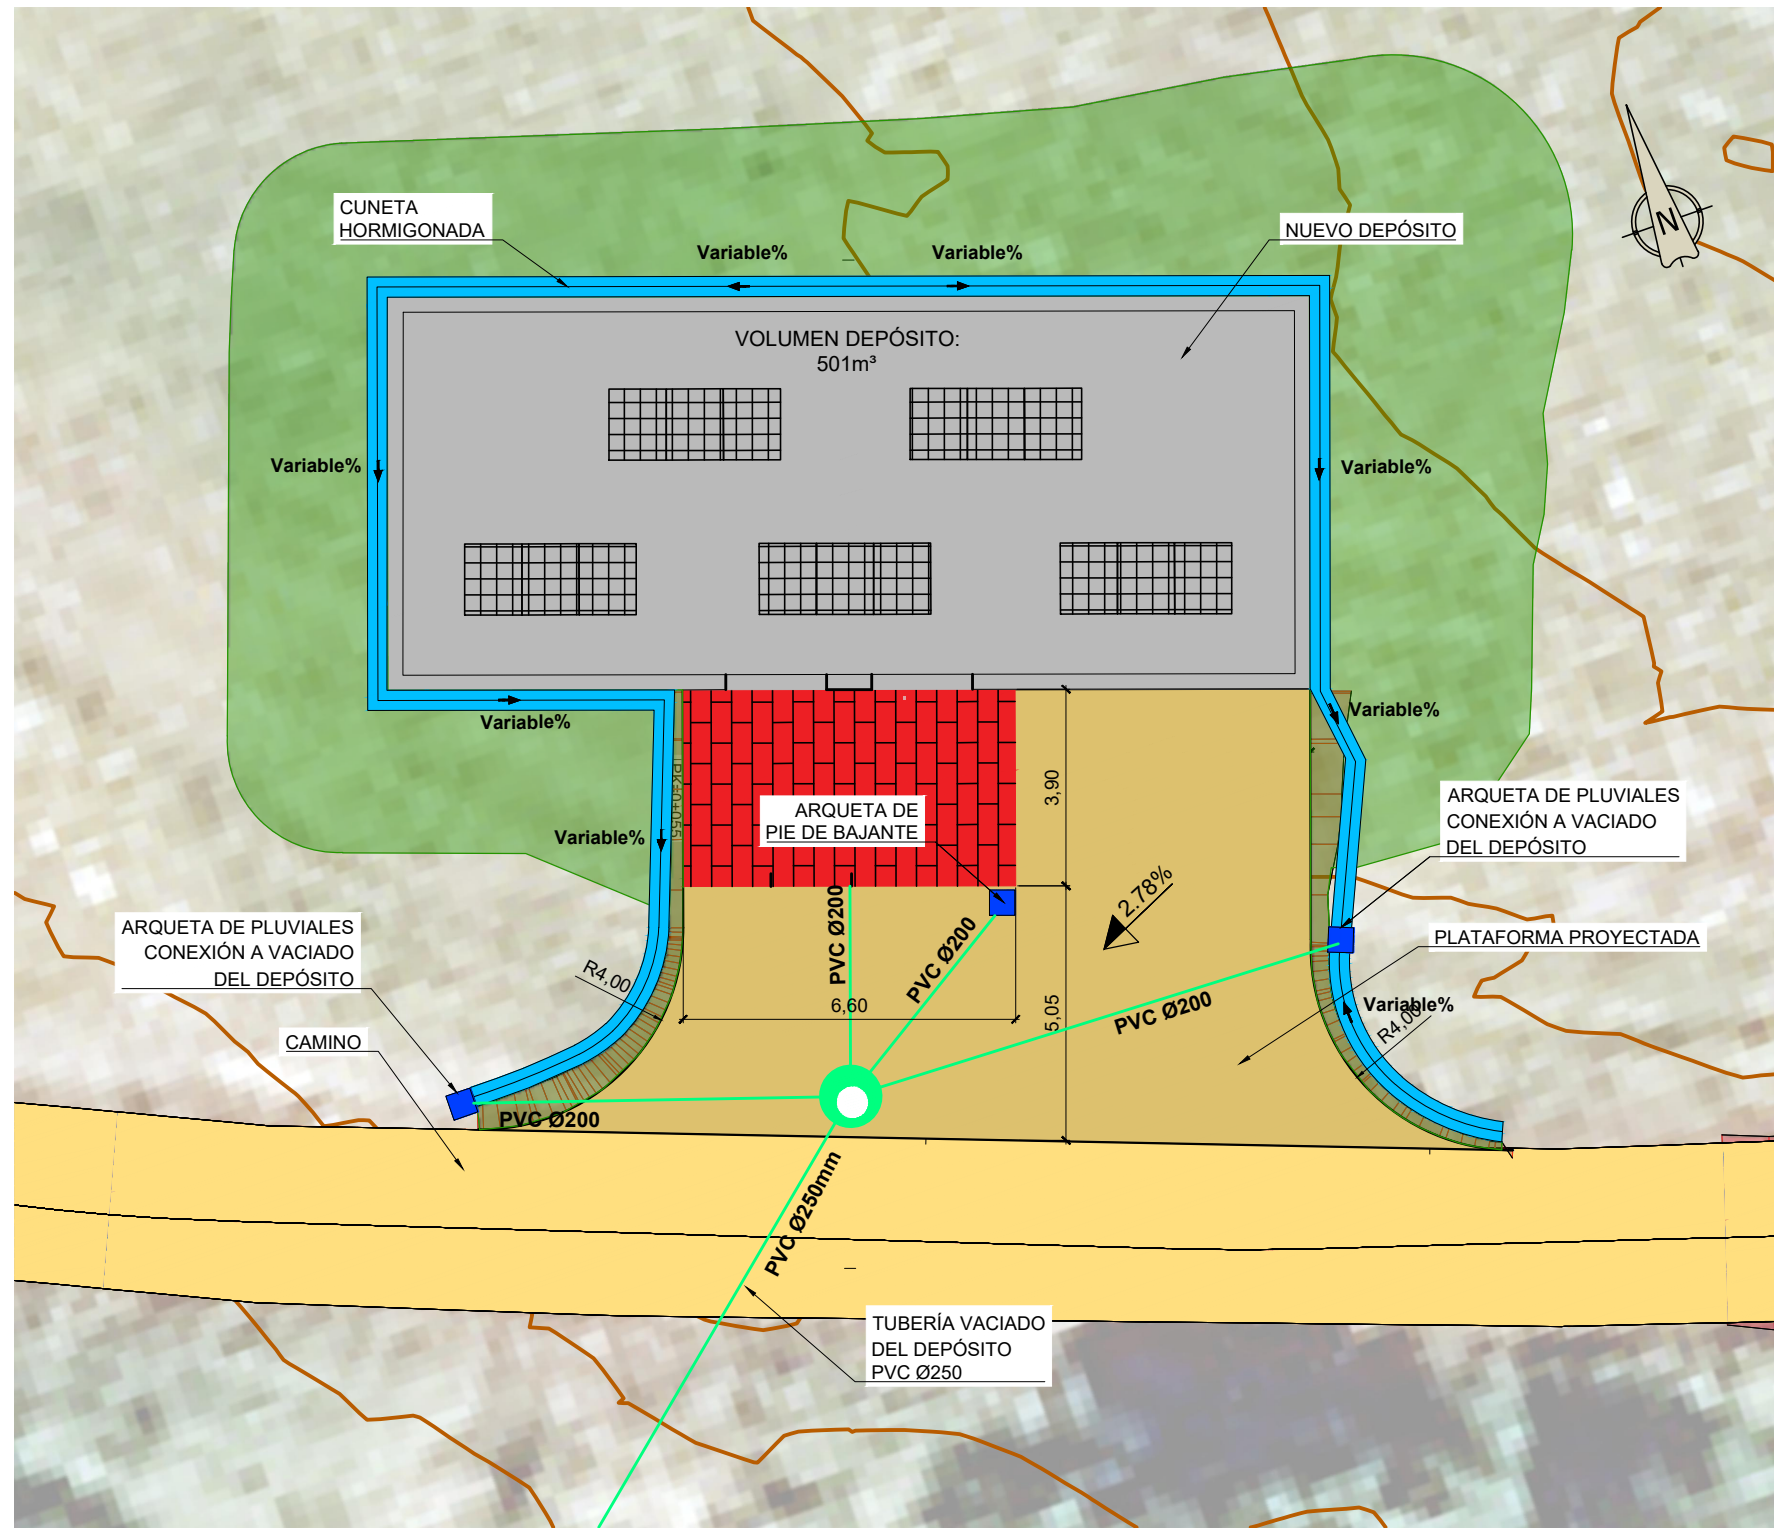 CUNETA
HORMIGONADA
Variable%
Variable%
NUEVO DEPÓSITO
N
VOLUMEN DEPÓSITO:
501m³
Variable%
Variable%
Variable%
Variable%
PK=0+055
3,90
ARQUETA DE
PIE DE BAJANTE
Variable%
ARQUETA DE PLUVIALES
CONEXIÓN A VACIADO
DEL DEPÓSITO
2.78%
PVC Ø200
PVC Ø200
ARQUETA DE PLUVIALES
CONEXIÓN A VACIADO
DEL DEPÓSITO
PLATAFORMA PROYECTADA
R4,00
6,60
5,05
PVC Ø200
Variable%
R4,00
CAMINO
PVC Ø200
PVC Ø250mm
TUBERÍA VACIADO
DEL DEPÓSITO
PVC Ø250